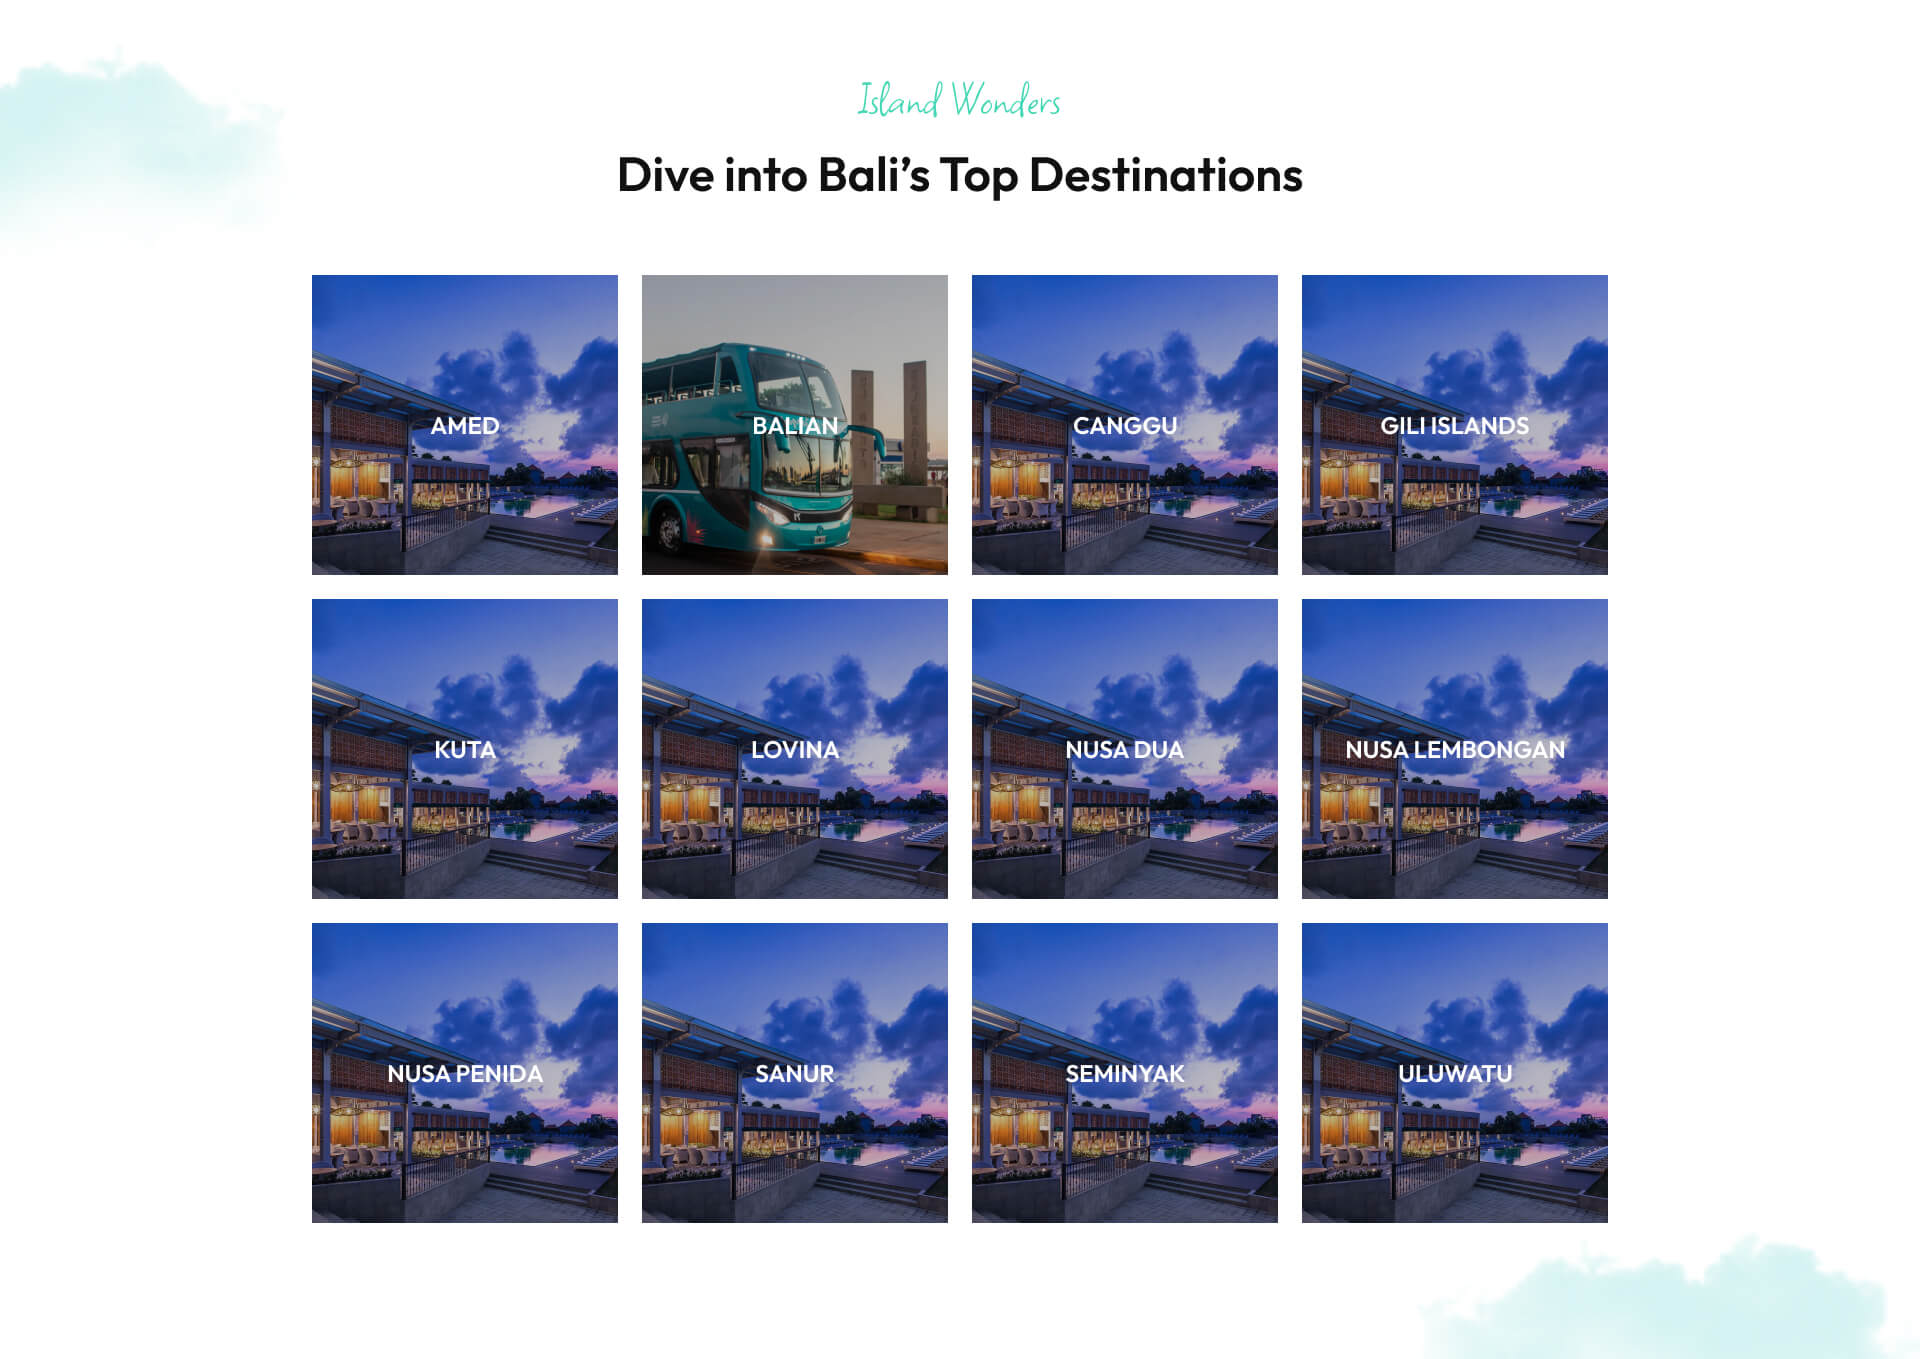 Island Wonders
Dive into Bali’s Top Destinations
AMED
BALIAN
CANGGU
GILI ISLANDS
KUTA
LOVINA
NUSA DUA
NUSA LEMBONGAN
NUSA PENIDA
SANUR
SEMINYAK
ULUWATU